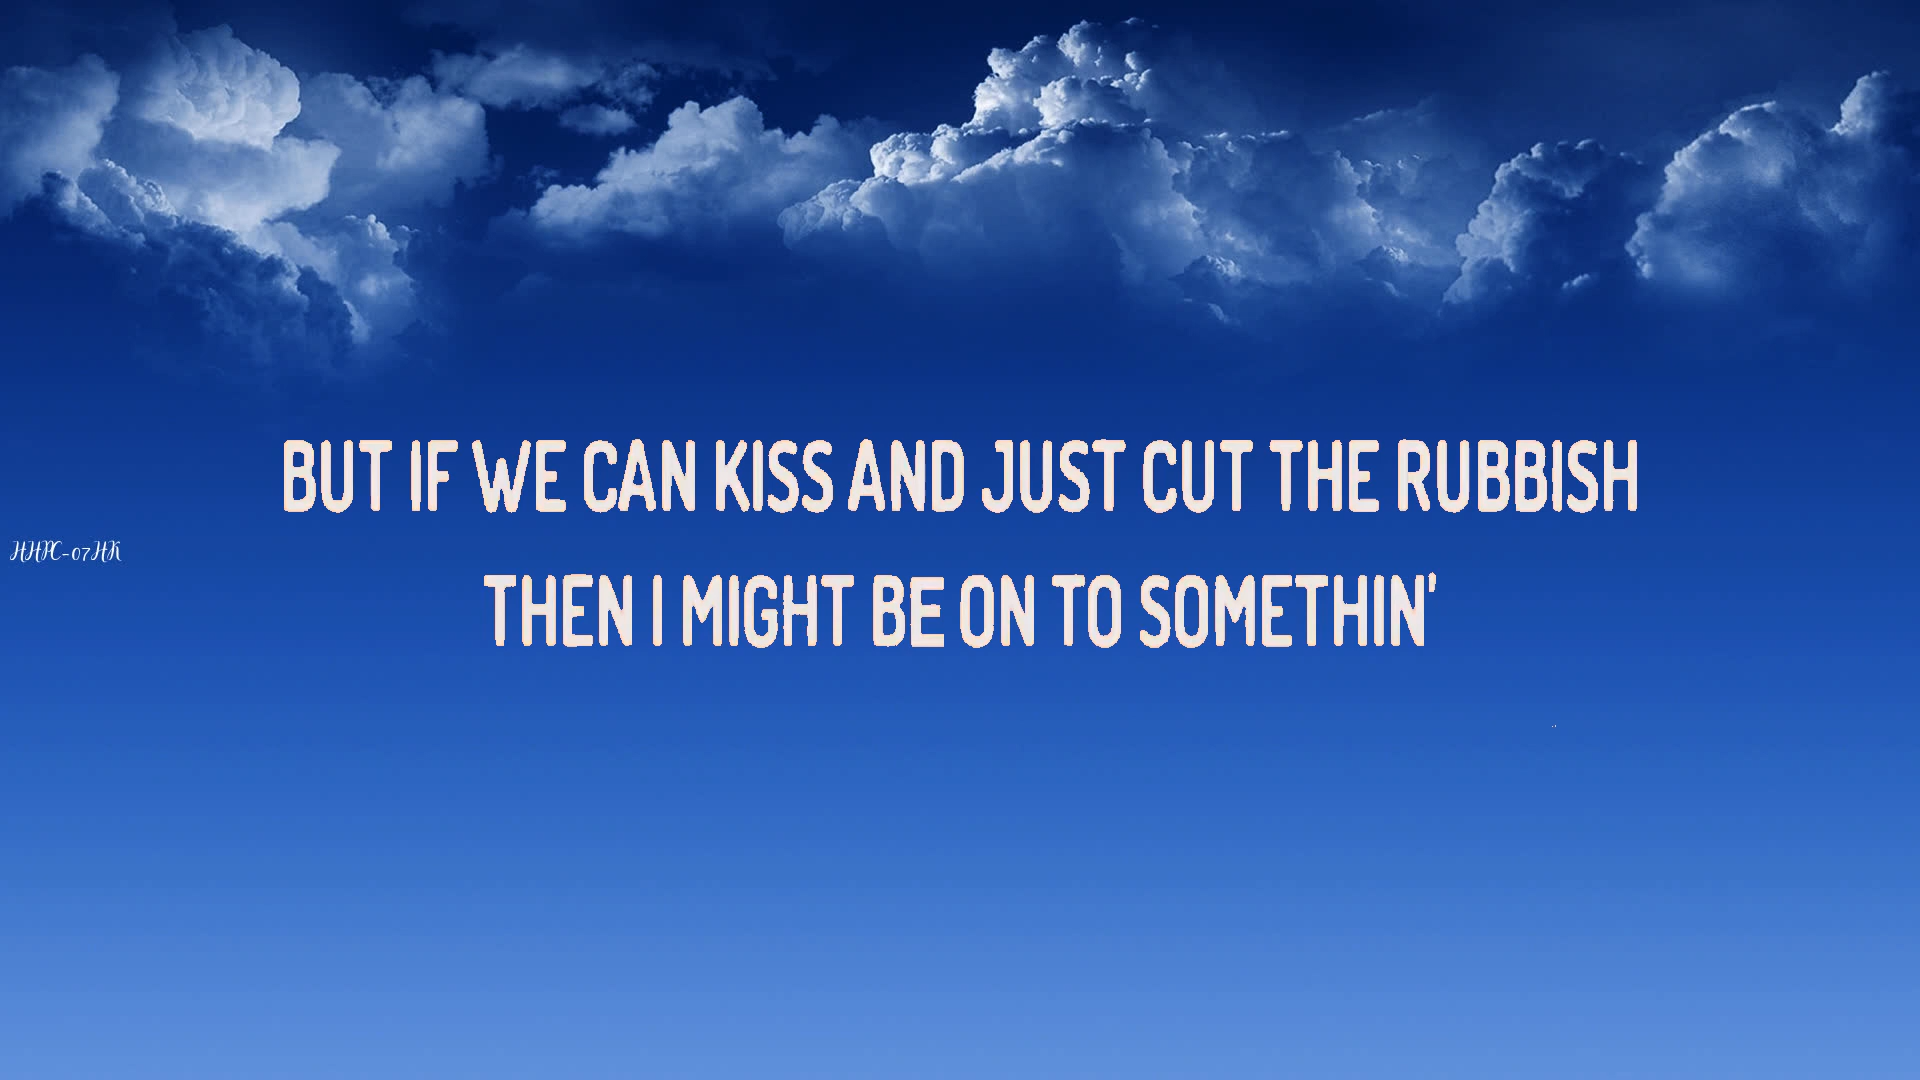 BUT IF WE CAN KISS AND JUST CUT THE RUBBISH
HHPC-07HK
THEN I MIGHT BE ON TO SOMETHIN'